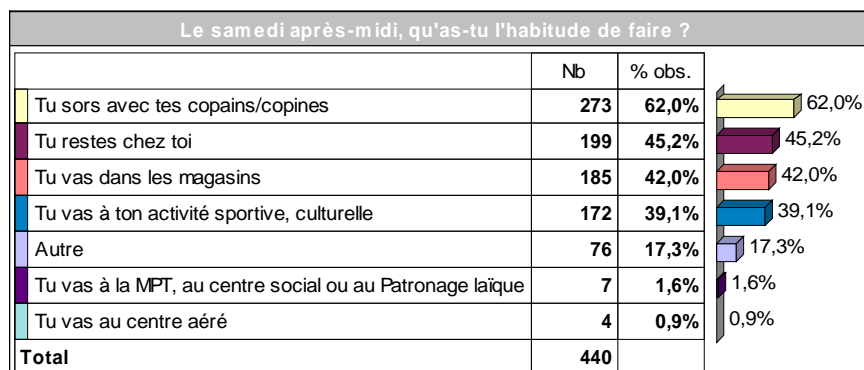 Le samedi après-midi, qu'as-tu l'habitude de faire ?
Nb % obs.
Tu sors avec tes copains/copines 273 62,0% 62,0%
Tu restes chez toi 199 45,2% 45,2%
Tu vas dans les magasins 185 42,0% 42,0%
Tu vas à ton activité sportive, culturelle 172 39,1% 39,1%
Autre 76 17,3% 17,3%
Tu vas à la MPT, au centre social ou au Patronage laïque 7 1,6% 1,6%
Tu vas au centre aéré 4 0,9% 0,9%
Total 440